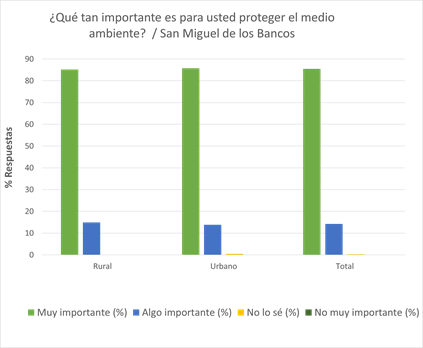 ¿Qué tan importante es para usted proteger el medio
ambiente? / San Miguel de los Bancos
% Respuestas
90
80
70
60
50
40
30
20
10
0
Rural Urbano Total
Muy importante (%) Algo importante (%) No lo sé (%) No muy importante (%)